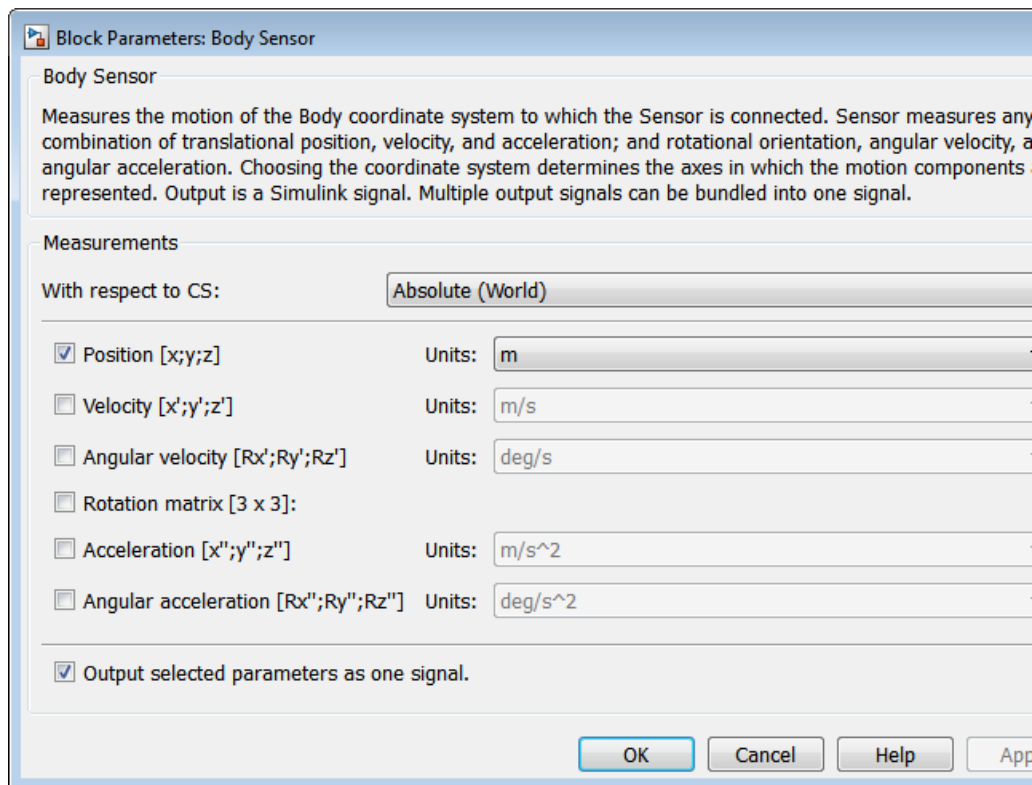 Block Parameters: Body Sensor
Body Sensor
Measures the motion of the Body coordinate system to which the Sensor is connected. Sensor measures any
combination of translational position, velocity, and acceleration; and rotational orientation, angular velocity,
angular acceleration. Choosing the coordinate system determines the axes in which the motion components
represented. Output is a Simulink signal. Multiple output signals can be bundled into one signal.
Measurements
With respect to CS: Absolute (World)
Position [x;y;z] Units: m
Velocity [x';y';z'] Units: m/s
Angular velocity [Rx';Ry';Rz'] Units: deg/s
Rotation matrix [3 x 3]:
Acceleration [x'';y'';z''] Units: m/s^2
Angular acceleration [Rx'';Ry'';Rz''] Units: deg/s^2
Output selected parameters as one signal.
OK Cancel Help App